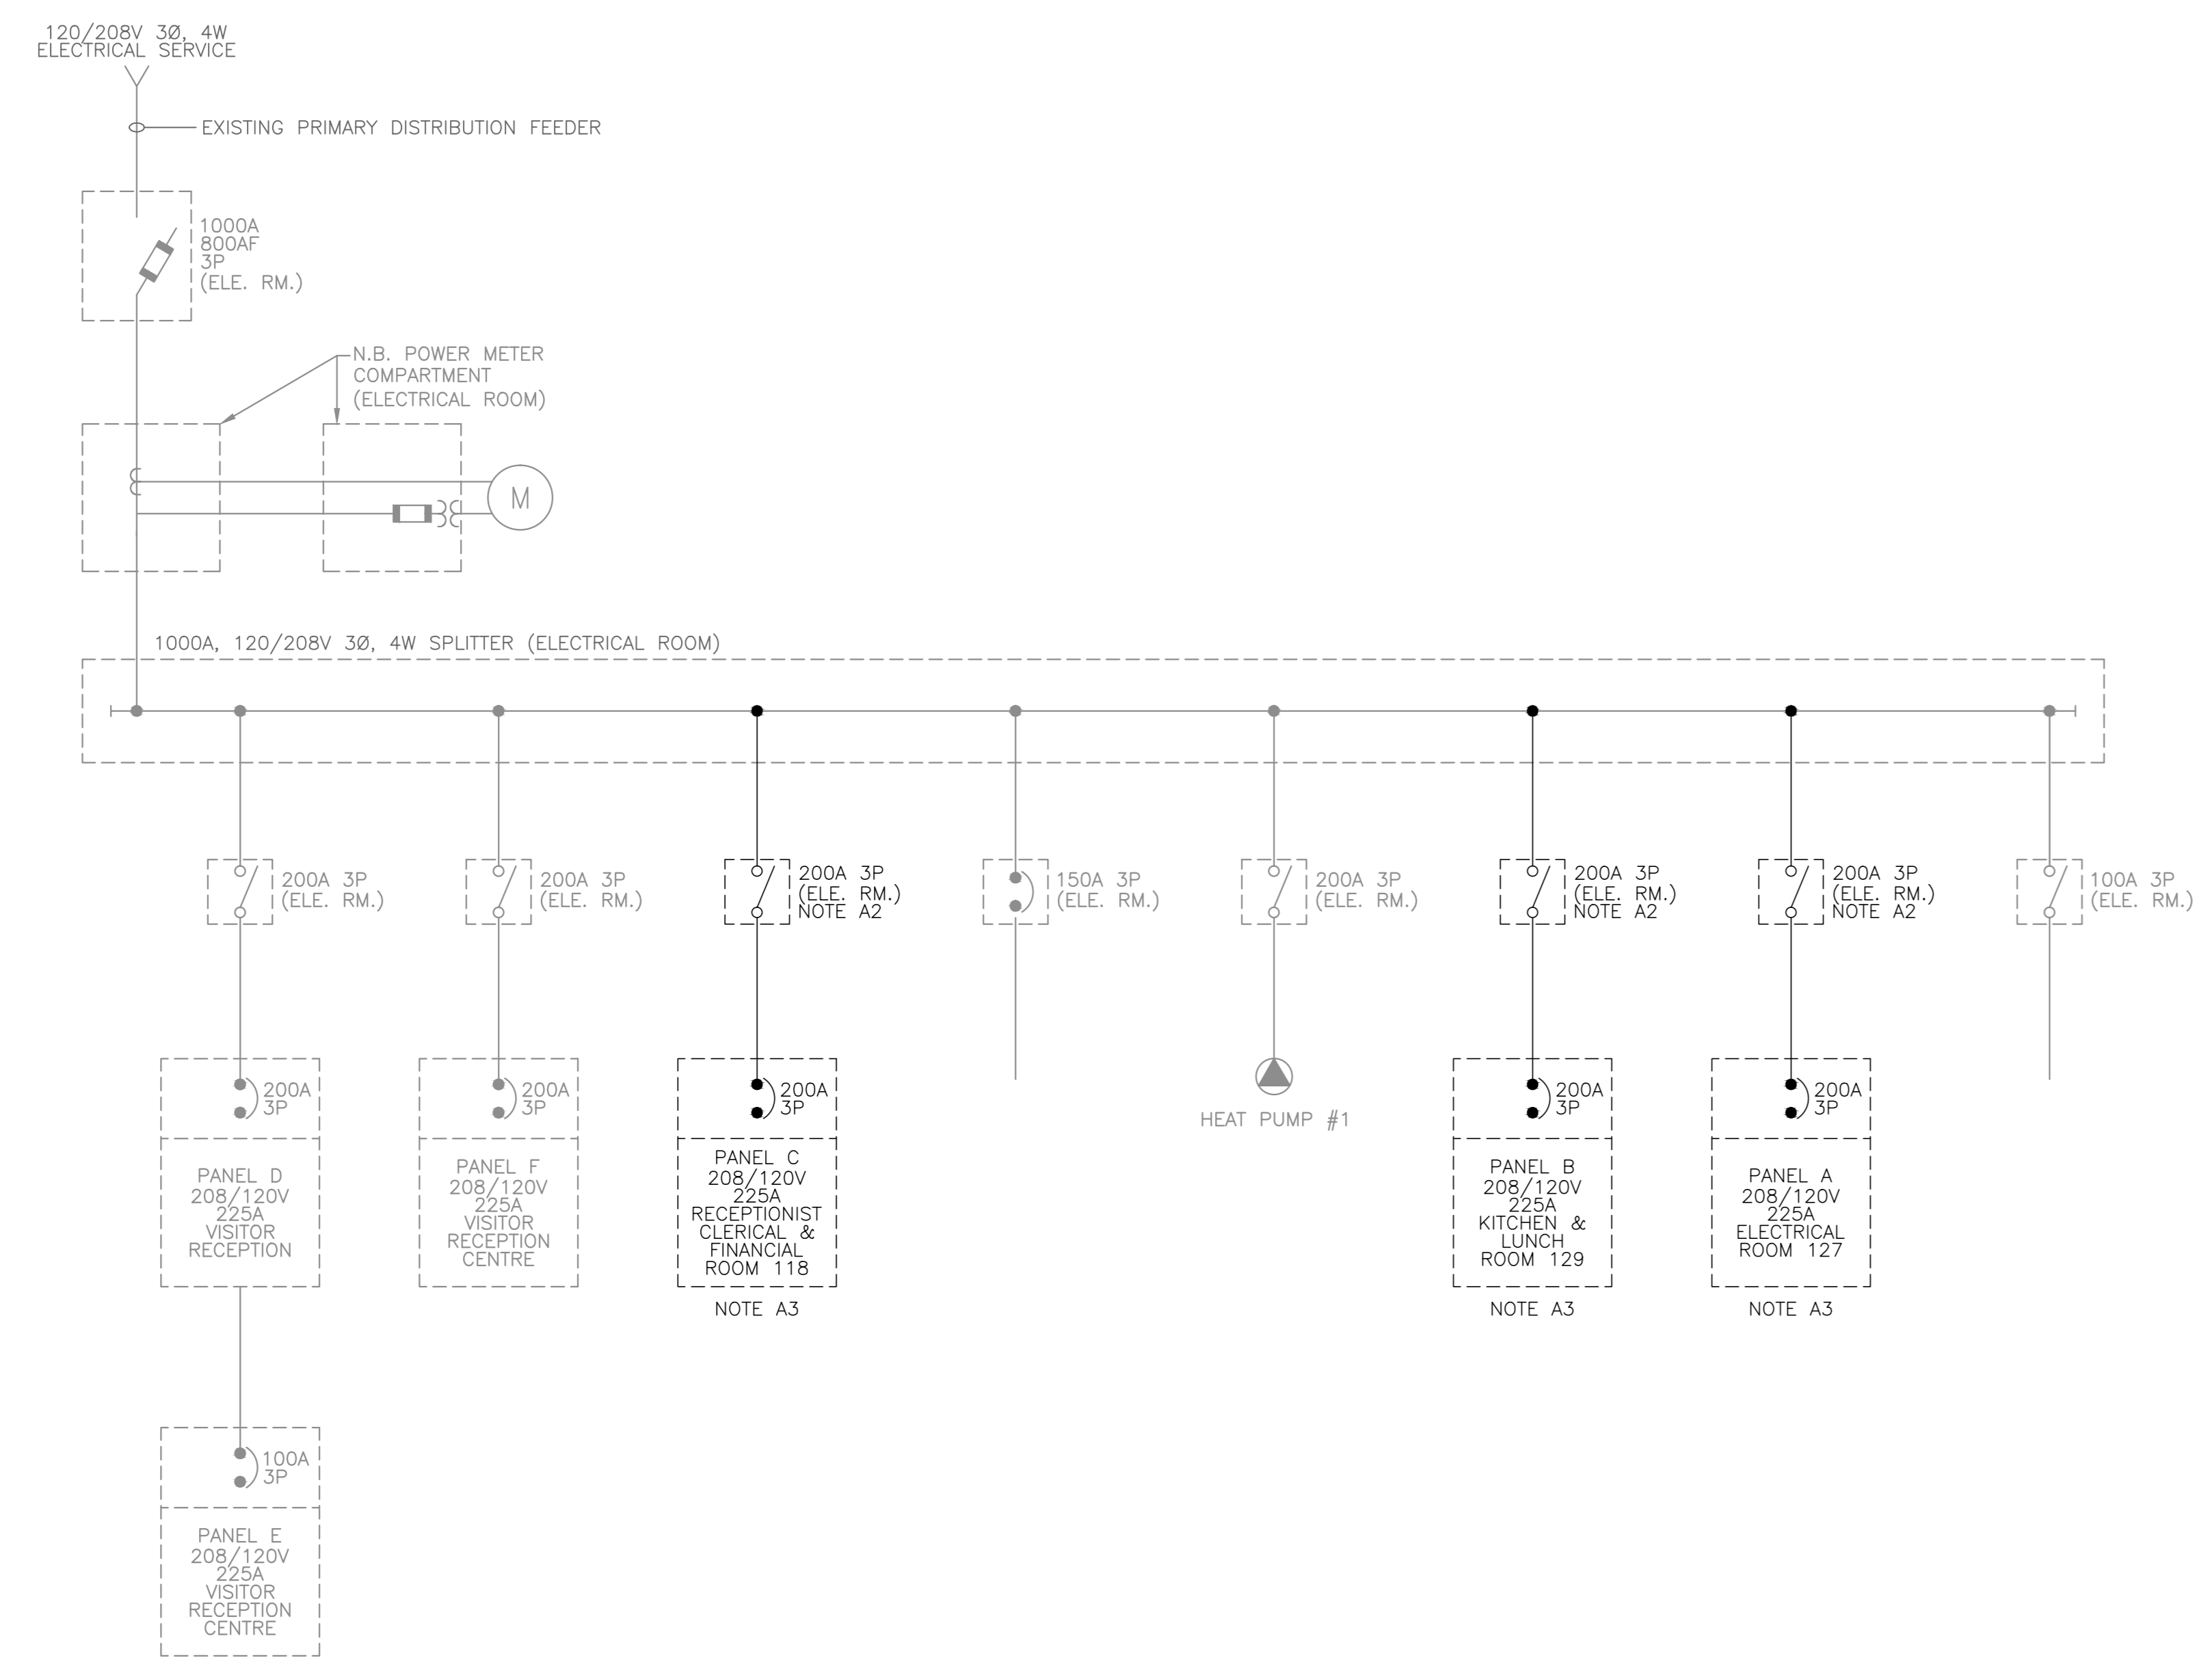 120/208V 3Ø, 4W
ELECTRICAL SERVICE
EXISTING PRIMARY DISTRIBUTION FEEDER
1000A
800AF
3P
(ELE. RM.)
N.B. POWER METER
COMPARTMENT
(ELECTRICAL ROOM)
M
1000A, 120/208V 3Ø, 4W SPLITTER (ELECTRICAL ROOM)
200A 3P
(ELE. RM.)
200A 3P
(ELE. RM.)
200A 3P
(ELE. RM.)
NOTE A2
150A 3P
(ELE. RM.)
200A 3P
(ELE. RM.)
200A 3P
(ELE. RM.)
NOTE A2
200A 3P
(ELE. RM.)
NOTE A2
100A 3P
(ELE. RM.)
200A
3P
PANEL D
208/120V
225A
VISITOR
RECEPTION
200A
3P
PANEL F
208/120V
225A
VISITOR
RECEPTION
CENTRE
200A
3P
PANEL C
208/120V
225A
RECEPTIONIST
CLERICAL &
FINANCIAL
ROOM 118
NOTE A3
HEAT PUMP #1
200A
3P
PANEL B
208/120V
225A
KITCHEN &
LUNCH
ROOM 129
NOTE A3
200A
3P
PANEL A
208/120V
225A
ELECTRICAL
ROOM 127
NOTE A3
100A
3P
PANEL E
208/120V
225A
VISITOR
RECEPTION
CENTRE